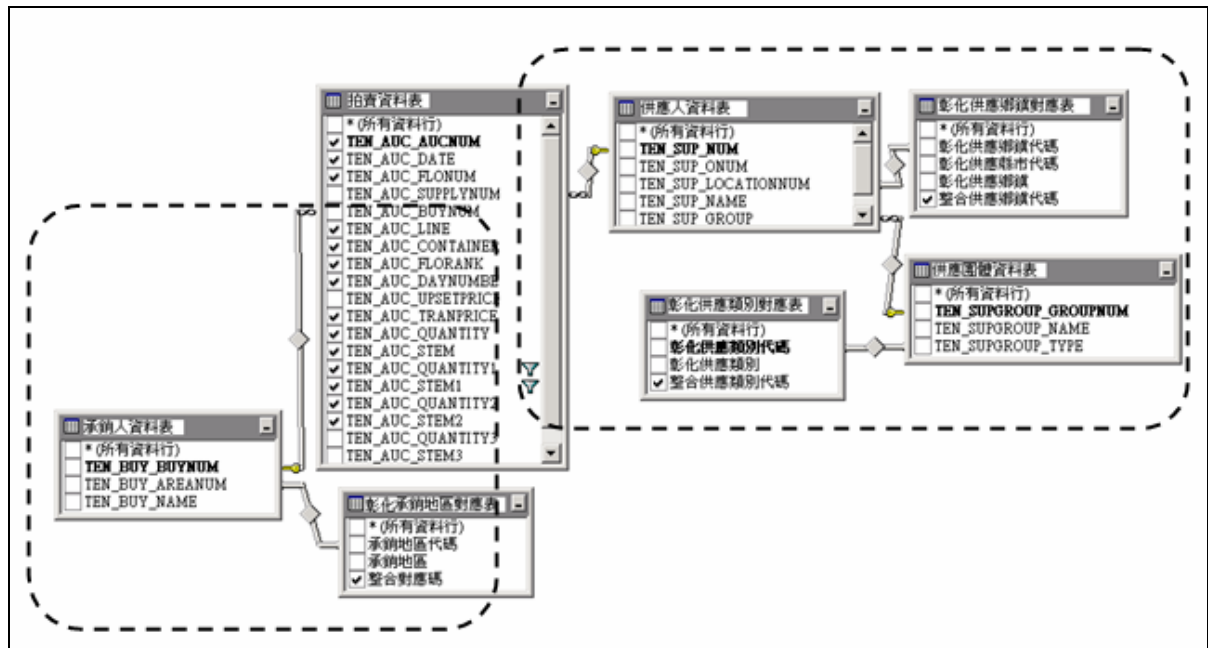 拍賣資料表
* (所有資料行)
TEN_AUC_AUCNUM
TEN_AUC_DATE
TEN_AUC_FLONUM
TEN_AUC_SUPPLYNUM
TEN_AUC_BUYNUM
TEN_AUC_LINE
TEN_AUC_CONTAINER
TEN_AUC_FLORANK
TEN_AUC_DAYNUMBE
TEN_AUC_UPSETPRICE
TEN_AUC_TRANPRICE
TEN_AUC_QUANTITY
TEN_AUC_STEM
TEN_AUC_QUANTITY1
TEN_AUC_STEM1
TEN_AUC_QUANTITY2
TEN_AUC_STEM2
TEN_AUC_QUANTITY3
TEN_AUC_STEM3
供應人資料表
* (所有資料行)
TEN_SUP_NUM
TEN_SUP_ONUM
TEN_SUP_LOCATIONNUM
TEN_SUP_NAME
TEN_SUP_GROUP
彰化供應鄉鎮對應表
* (所有資料行)
彰化供應鄉鎮代碼
彰化供應縣市代碼
彰化供應鄉鎮
整合供應鄉鎮代碼
供應團體資料表
* (所有資料行)
TEN_SUPGROUP_GROUPNUM
TEN_SUPGROUP_NAME
TEN_SUPGROUP_TYPE
彰化供應類別對應表
* (所有資料行)
彰化供應類別代碼
彰化供應類別
整合供應類別代碼
承銷人資料表
* (所有資料行)
TEN_BUY_BUYNUM
TEN_BUY_AREANUM
TEN_BUY_NAME
彰化承銷地區對應表
* (所有資料行)
承銷地區代碼
承銷地區
整合對應碼